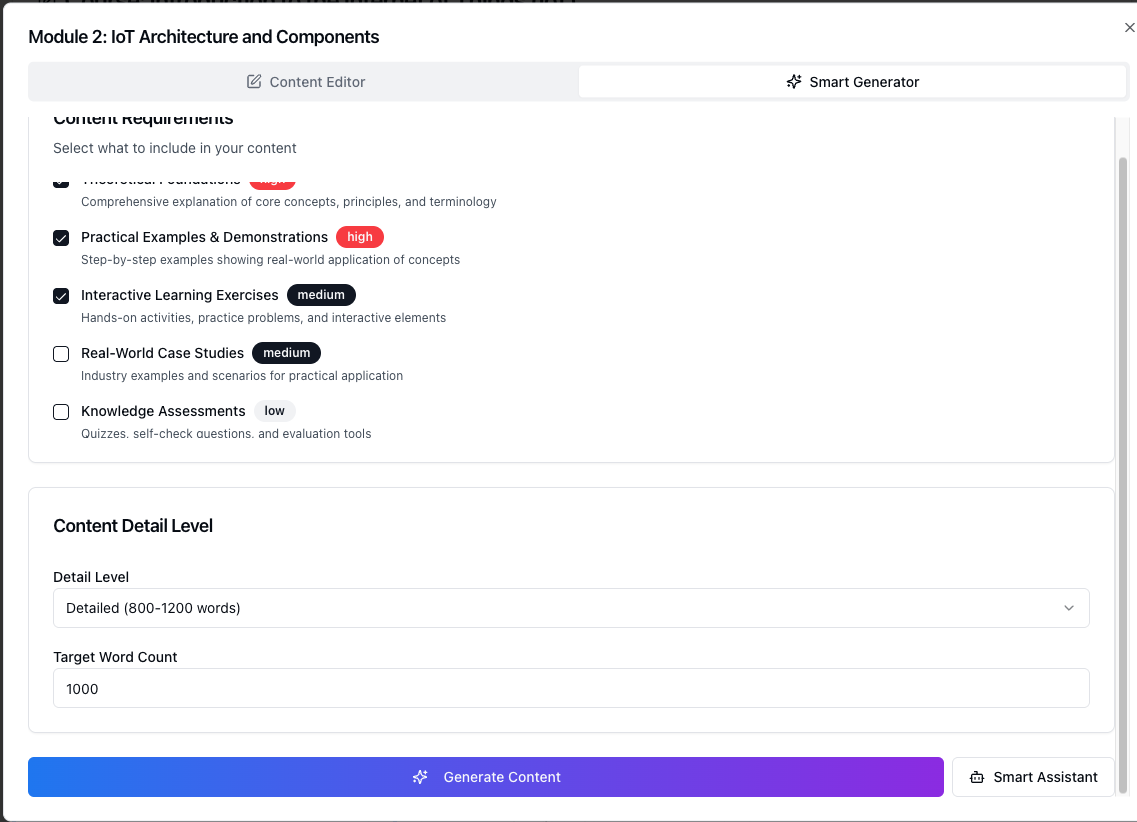 Module 2: IoT Architecture and Components
Content Editor
Smart Generator
Content Requirements
Select what to include in your content
Theoretical Foundations high
Comprehensive explanation of core concepts, principles, and terminology
Practical Examples & Demonstrations high
Step-by-step examples showing real-world application of concepts
Interactive Learning Exercises medium
Hands-on activities, practice problems, and interactive elements
Real-World Case Studies medium
Industry examples and scenarios for practical application
Knowledge Assessments low
Quizzes, self-check questions, and evaluation tools
Content Detail Level
Detail Level
Detailed (800-1200 words)
Target Word Count
1000
Generate Content
Smart Assistant